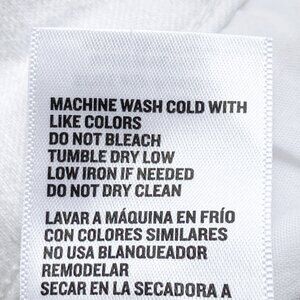 MACHINE WASH COLD WITH
LIKE COLORS
DO NOT BLEACH
TUMBLE DRY LOW
LOW IRON IF NEEDED
DO NOT DRY CLEAN
LAVAR A MÁQUINA EN FRÍO
CON COLORES SIMILARES
NO USA BLANQUEADOR
REMODELAR
SECAR EN LA SECADORA A